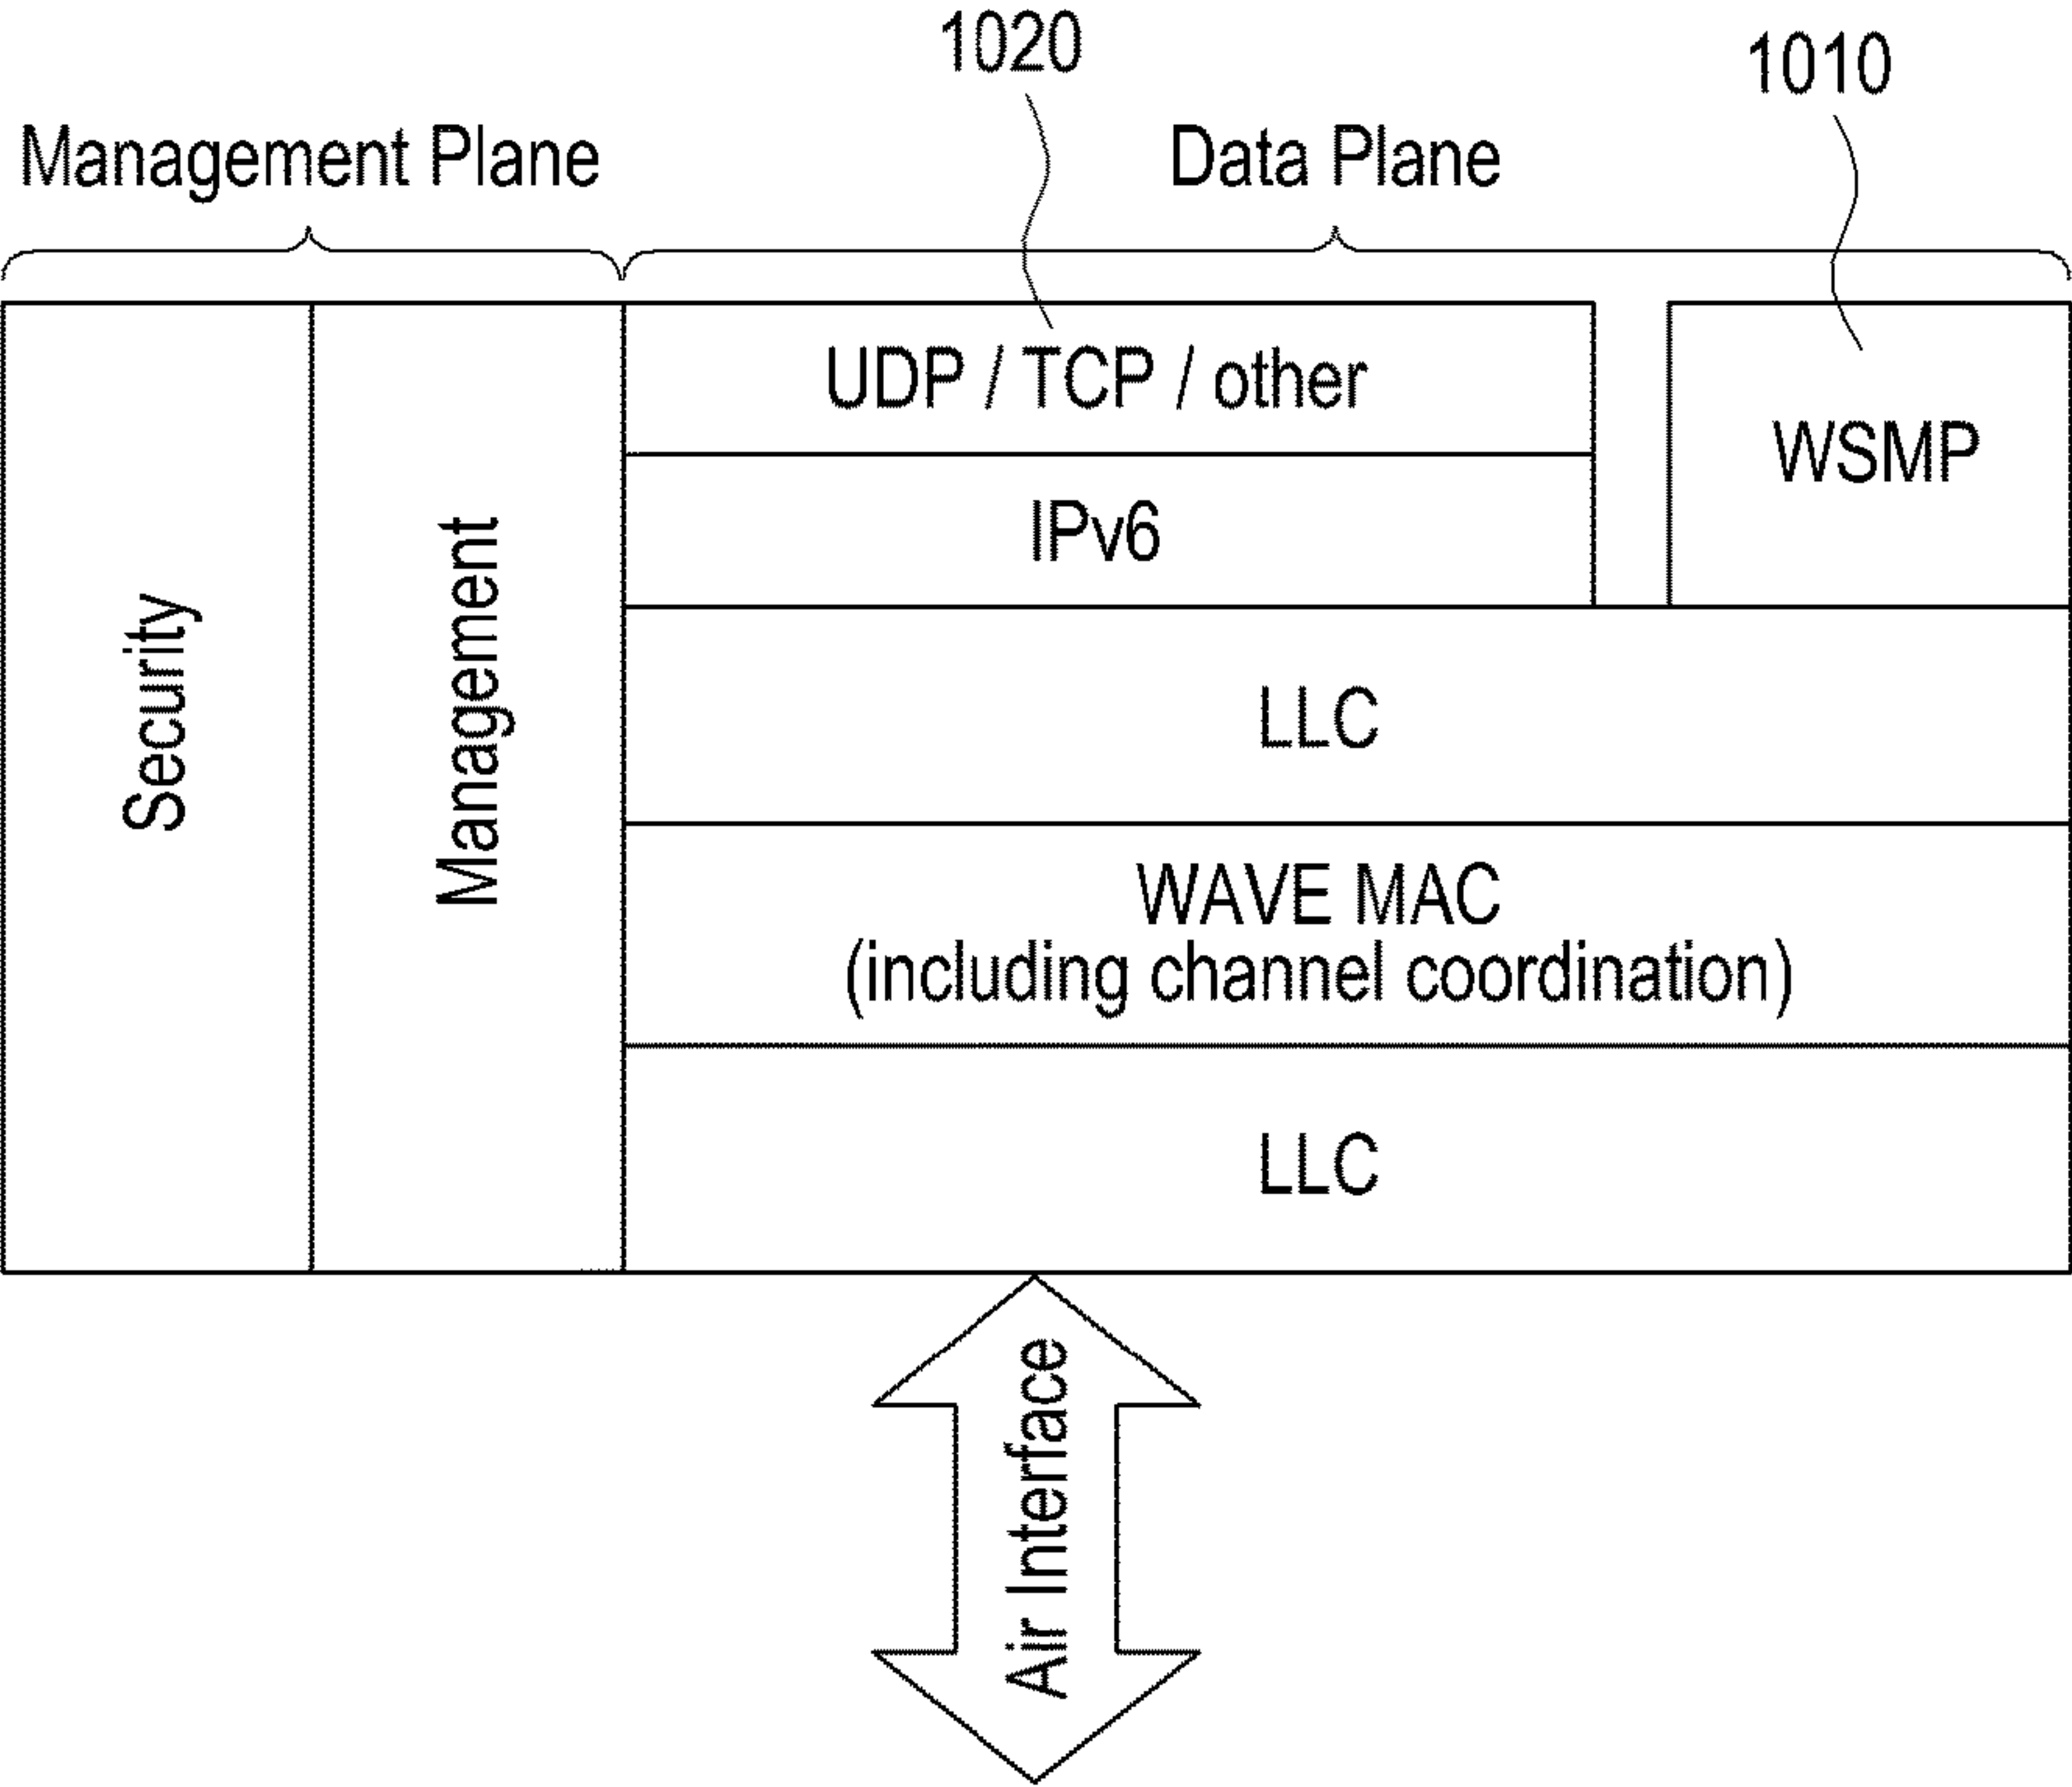 1020
1010
Management Plane
Data Plane
Security
Management
UDP / TCP / other
IPv6
WSMP
LLC
WAVE MAC
(including channel coordination)
LLC
Air Interface